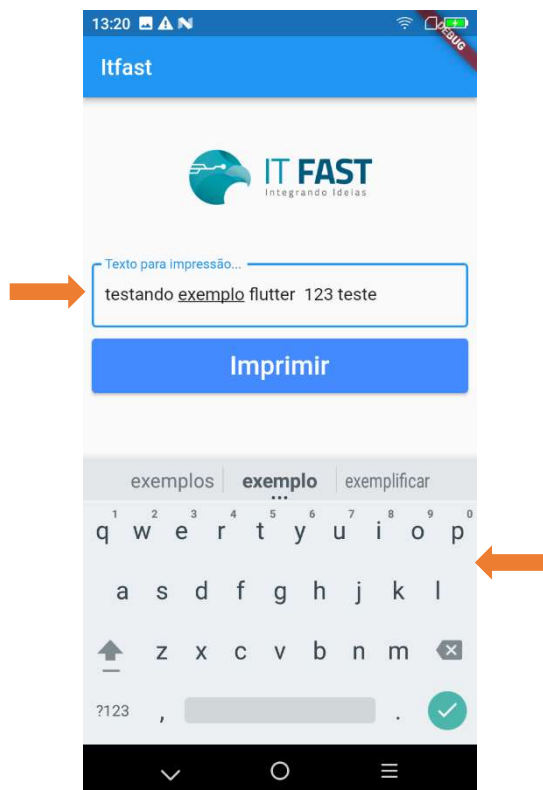 13:20
DEBUG
Itfast
IT FAST
Integrando Ideias
Texto para impressão...
testando exemplo flutter  123 teste
Imprimir
exemplos exemplo exemplificar
1 2 3 4 5 6 7 8 9 0
q w e r t y u i o p
a s d f g h j k l
z x c v b n m
?123 , .